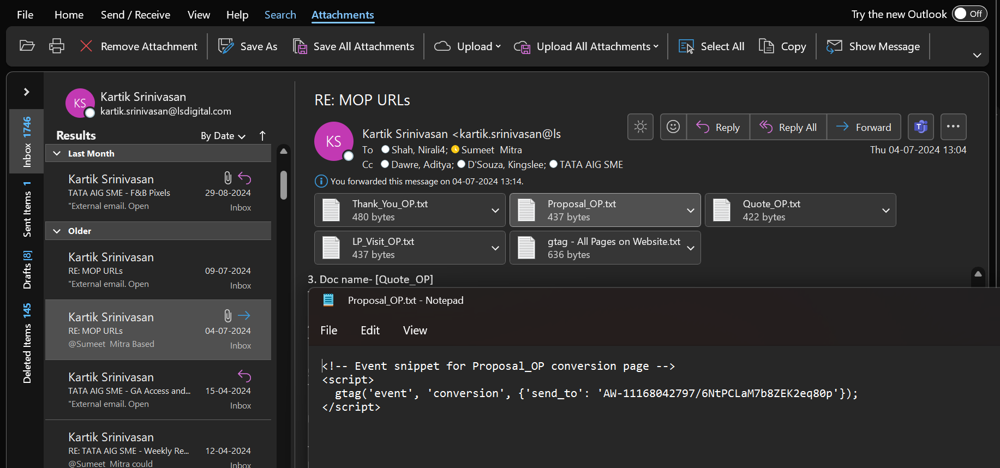 File Home Send / Receive View Help Search Attachments Try the new Outlook Off
Remove Attachment Save As Save All Attachments Upload Upload All Attachments Select All Copy Show Message
Inbox 1746
Sent Items 1
Drafts [8]
Deleted Items 145
KS
Kartik Srinivasan
kartik.srinivasan@lsdigital.com
Results By Date
Last Month
Kartik Srinivasan
TATA AIG SME - F&B Pixels 29-08-2024
"External email. Open Inbox
Older
Kartik Srinivasan
RE: MOP URLs 09-07-2024
"External email. Open Inbox
Kartik Srinivasan
RE: MOP URLs 04-07-2024
@Sumeet Mitra Based Inbox
Kartik Srinivasan
TATA AIG SME - GA Access and... 15-04-2024
"External email. Open Inbox
Kartik Srinivasan
RE: TATA AIG SME - Weekly Re... 12-04-2024
@Sumeet Mitra could Inbox
RE: MOP URLs
KS
Kartik Srinivasan <kartik.srinivasan@ls
Reply Reply All Forward
To Shah, Nirali4; Sumeet Mitra
Thu 04-07-2024 13:04
Cc Dawre, Aditya; D'Souza, Kingslee; TATA AIG SME
You forwarded this message on 04-07-2024 13:14.
Thank_You_OP.txt
480 bytes
Proposal_OP.txt
437 bytes
Quote_OP.txt
422 bytes
LP_Visit_OP.txt
437 bytes
gtag - All Pages on Website.txt
636 bytes
3. Doc name- [Quote_OP]
Proposal_OP.txt - Notepad
File Edit View
<!-- Event snippet for Proposal_OP conversion page -->
<script>
gtag('event', 'conversion', {'send_to': 'AW-11168042797/6NtPCLaM7b8ZEK2eq80p'});
</script>